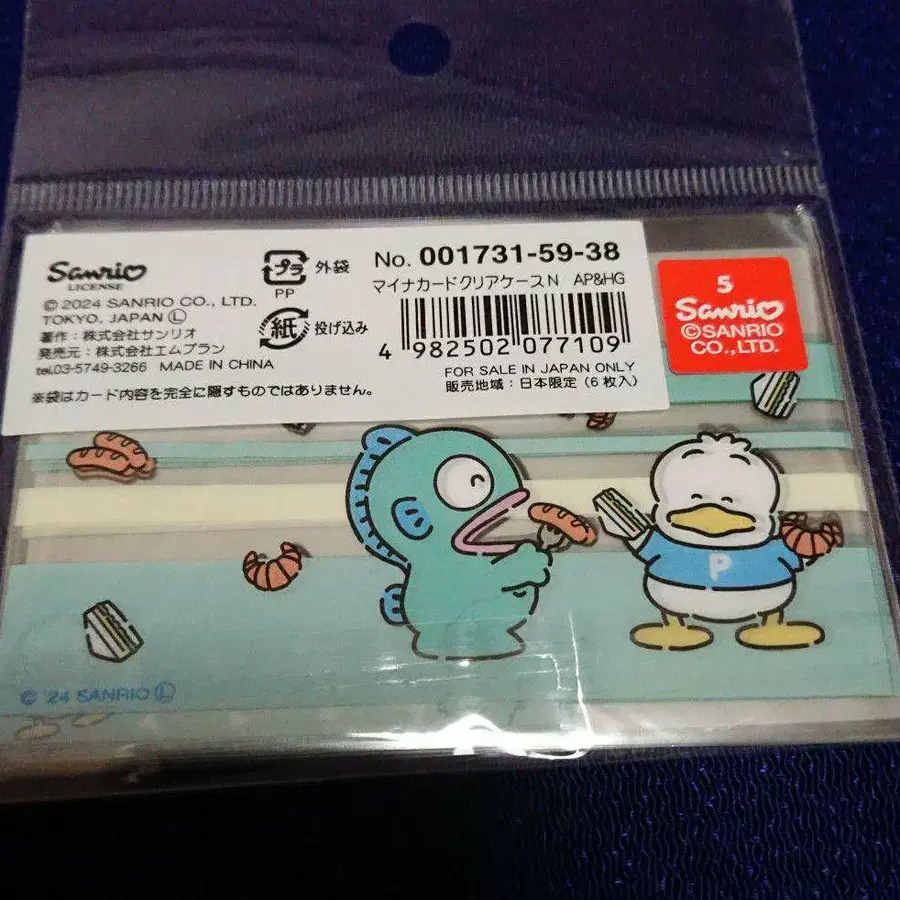 Sanrio
LICENSE
© 2024 SANRIO CO., LTD.
TOKYO, JAPAN Ⓛ
著作：株式会社サンリオ
発売元：株式会社エムプラン
tel.03-5749-3266 MADE IN CHINA
※袋はカード内容を完全に隠すものではありません。
プラ 外袋
PP
紙 投げ込み
No. 001731-59-38
マイナカードクリアケースN AP&HG
4 982502 077109
FOR SALE IN JAPAN ONLY
販売地域：日本限定（6枚入）
5
Sanrio
©SANRIO
CO.,LTD.
P
© '24 SANRIO Ⓛ